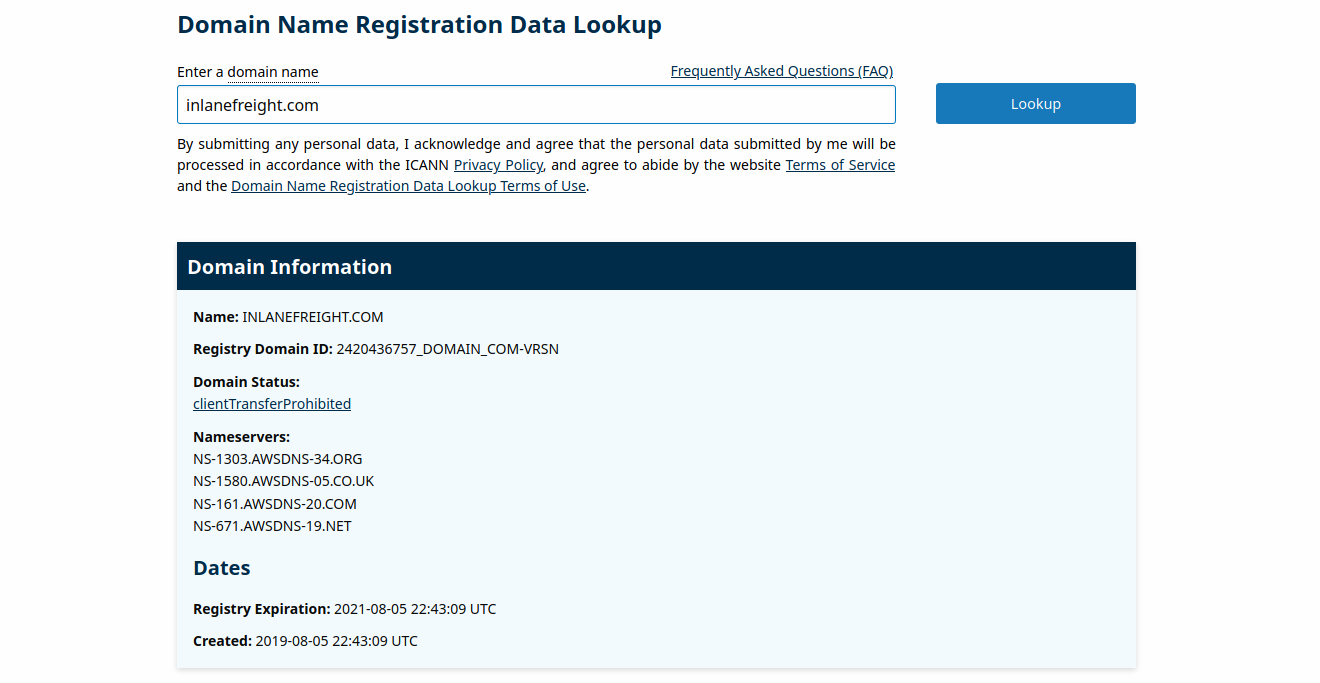 Domain Name Registration Data Lookup
Enter a domain name
Frequently Asked Questions (FAQ)
inlanefreight.com
Lookup
By submitting any personal data, I acknowledge and agree that the personal data submitted by me will be
processed in accordance with the ICANN Privacy Policy, and agree to abide by the website Terms of Service
and the Domain Name Registration Data Lookup Terms of Use.
Domain Information
Name: INLANEFREIGHT.COM
Registry Domain ID: 2420436757_DOMAIN_COM-VRSN
Domain Status:
clientTransferProhibited
Nameservers:
NS-1303.AWSDNS-34.ORG
NS-1580.AWSDNS-05.CO.UK
NS-161.AWSDNS-20.COM
NS-671.AWSDNS-19.NET
Dates
Registry Expiration: 2021-08-05 22:43:09 UTC
Created: 2019-08-05 22:43:09 UTC